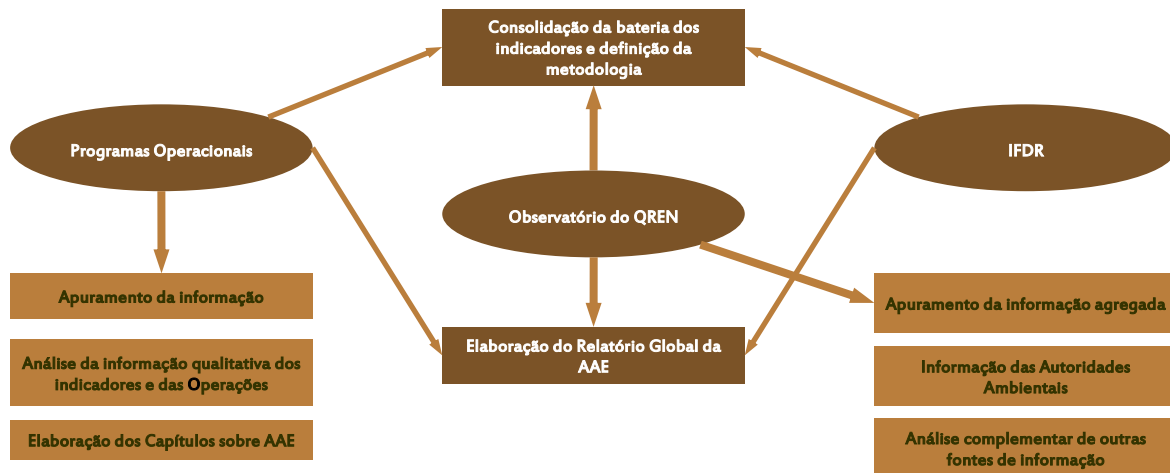 Consolidação da bateria dos
indicadores e definição da
metodologia
Programas Operacionais
IFDR
Observatório do QREN
Apuramento da informação
Análise da informação qualitativa dos
indicadores e das Operações
Elaboração dos Capítulos sobre AAE
Elaboração do Relatório Global da
AAE
Apuramento da informação agregada
Informação das Autoridades
Ambientais
Análise complementar de outras
fontes de informação